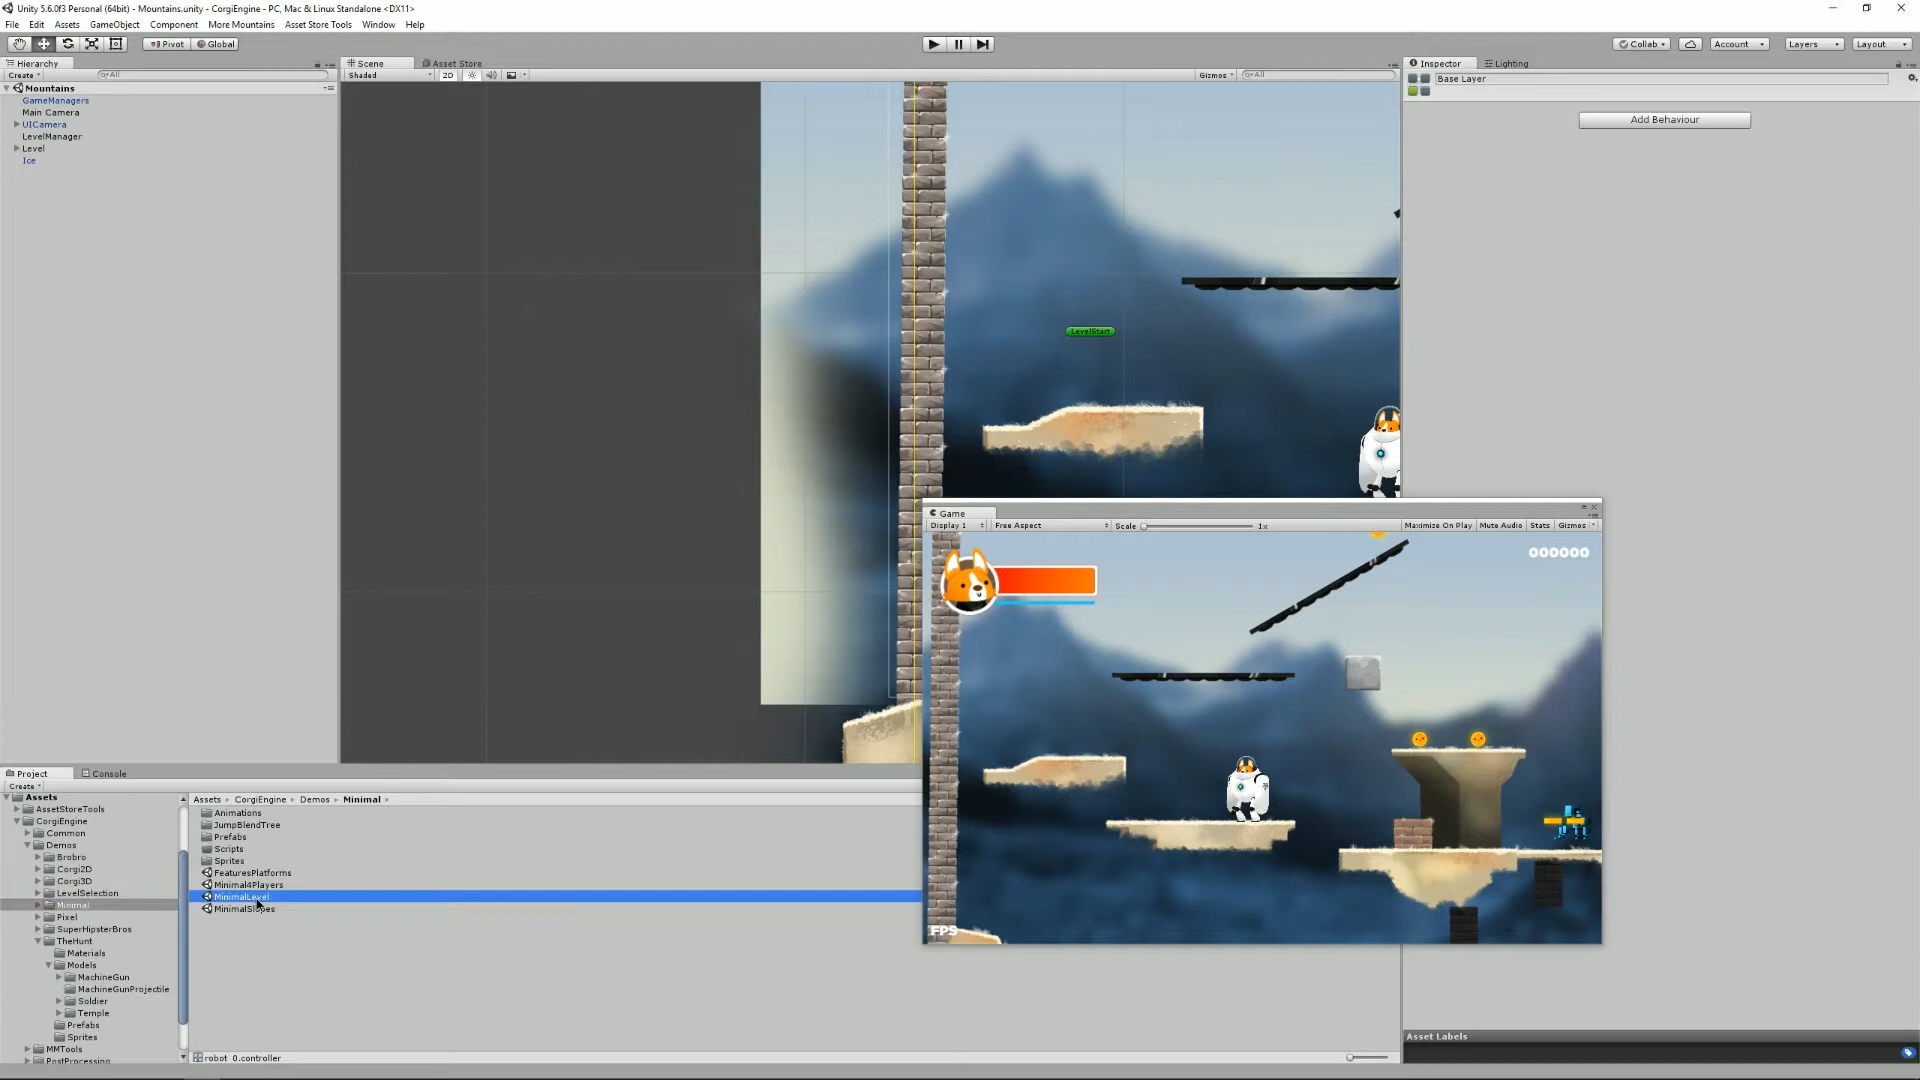 Unity 5.6.0f3 Personal (64bit) - Mountains.unity - CorgiEngine - PC, Mac & Linux Standalone <DX11>
File Edit Assets GameObject Component More Mountains Asset Store Tools Window Help
Pivot Global Collab Account Layers Layout
Hierarchy
Create All
Mountains
GameManagers
Main Camera
UICamera
LevelManager
Level
Ice
Scene Asset Store
Shaded 2D Gizmos All
LevelStart
Inspector Lighting
Base Layer
Add Behaviour
Game
Display 1 Free Aspect Scale 1x Maximize On Play Mute Audio Stats Gizmos
000000
FPS
Project Console
Create
Assets
AssetStoreTools
CorgiEngine
Common
Demos
Brobro
Corgi2D
Corgi3D
LevelSelection
Minimal
Pixel
SuperHipsterBros
TheHunt
Materials
Models
MachineGun
MachineGunProjectile
Soldier
Temple
Prefabs
Sprites
MMTools
PostProcessing
Assets CorgiEngine Demos Minimal
Animations
JumpBlendTree
Prefabs
Scripts
Sprites
FeaturesPlatforms
Minimal4Players
MinimalLevel
MinimalSlopes
robot_0.controller
Asset Labels